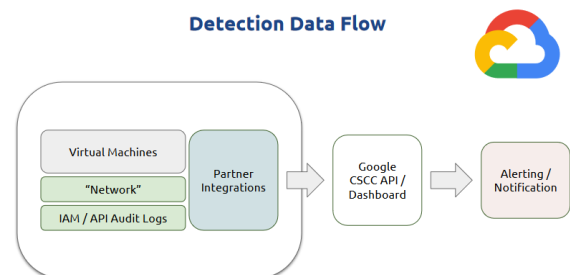 Detection Data Flow
Virtual Machines
“Network”
IAM / API Audit Logs
Partner
Integrations
Google
CSCC API /
Dashboard
Alerting /
Notification